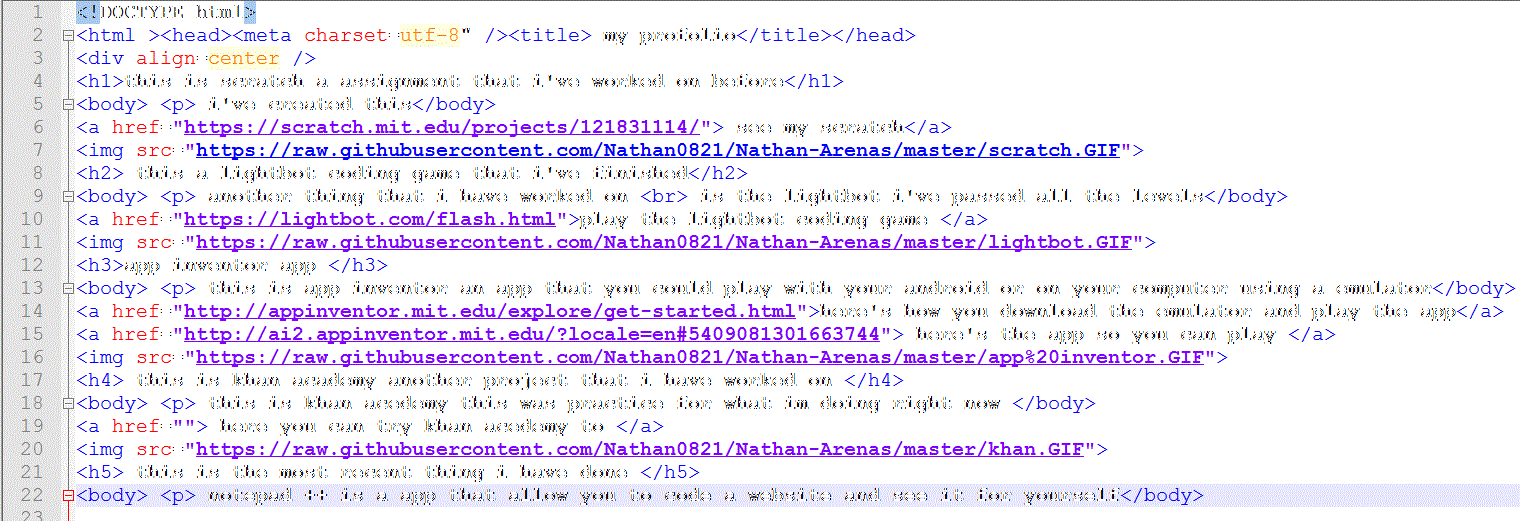 1 <!DOCTYPE html>
2 <html ><head><meta charset=utf-8" /><title> my profolio</title></head>
3 <div align=center />
4 <h1>this is scratch a assignment that i've worked on before</h1>
5 <body> <p> i've created this</body>
6 <a href="https://scratch.mit.edu/projects/121831114/"> see my scratch</a>
7 <img src="https://raw.githubusercontent.com/Nathan0821/Nathan-Arenas/master/scratch.GIF">
8 <h2> this a lightbot coding game that i've finished</h2>
9 <body> <p> another thing that i have worked on <br> is the lightbot i've passed all the levels</body>
10 <a href="https://lightbot.com/flash.html">play the lightbot coding game </a>
11 <img src="https://raw.githubusercontent.com/Nathan0821/Nathan-Arenas/master/lightbot.GIF">
12 <h3>app inventor app </h3>
13 <body> <p> this is app inventor an app that you could play with your android or on your computer using a emulator</body>
14 <a href="http://appinventor.mit.edu/explore/get-started.html">here's how you download the emulator and play the app</a>
15 <a href="http://ai2.appinventor.mit.edu/?locale=en#5409081301663744"> here's the app so you can play </a>
16 <img src="https://raw.githubusercontent.com/Nathan0821/Nathan-Arenas/master/app%20inventor.GIF">
17 <h4> this is khan academy another project that i have worked on </h4>
18 <body> <p> this is khan acedemy this was practice for what im doing right now </body>
19 <a href=""> here you can try khan acedemy to </a>
20 <img src="https://raw.githubusercontent.com/Nathan0821/Nathan-Arenas/master/khan.GIF">
21 <h5> this is the most recent thing i have done </h5>
22 <body> <p> notepad ++ is a app that allow you to code a website and see it for yourself</body>
23